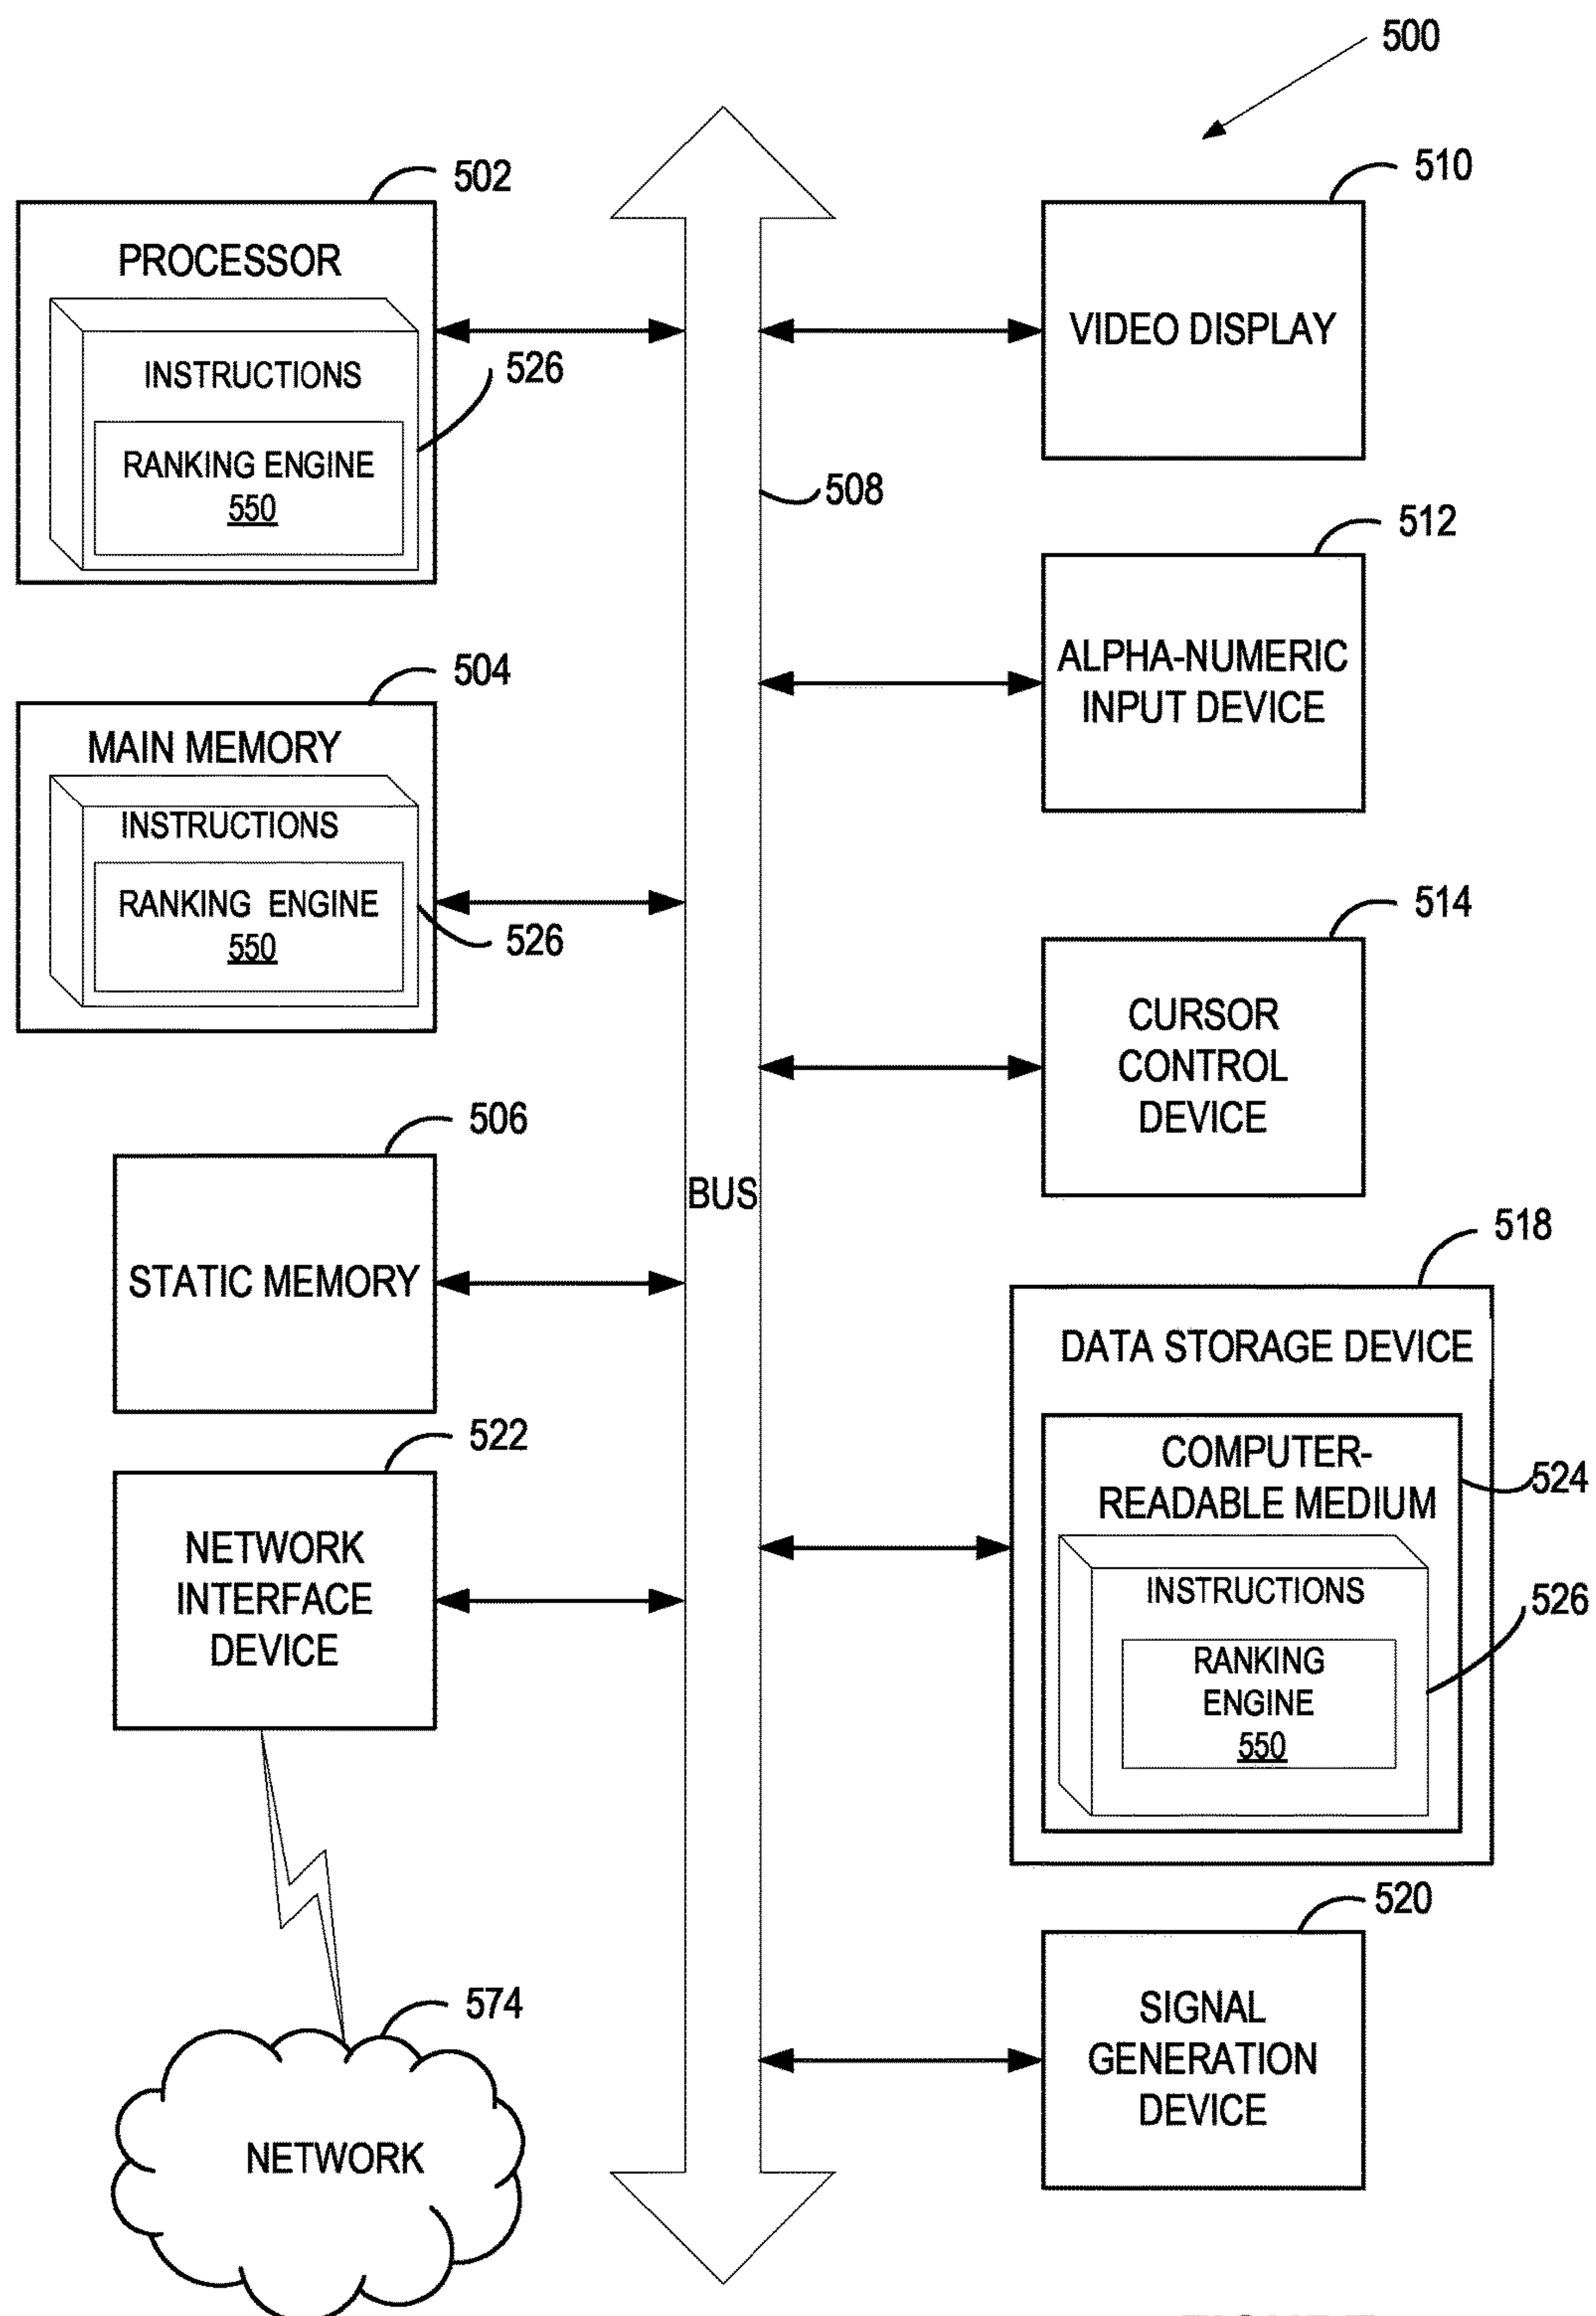 500
502
PROCESSOR
INSTRUCTIONS
526
RANKING ENGINE
550
504
MAIN MEMORY
INSTRUCTIONS
RANKING ENGINE
550
526
506
STATIC MEMORY
522
NETWORK
INTERFACE
DEVICE
574
NETWORK
508
BUS
510
VIDEO DISPLAY
512
ALPHA-NUMERIC
INPUT DEVICE
514
CURSOR
CONTROL
DEVICE
518
DATA STORAGE DEVICE
COMPUTER-
READABLE MEDIUM
524
INSTRUCTIONS
526
RANKING
ENGINE
550
520
SIGNAL
GENERATION
DEVICE